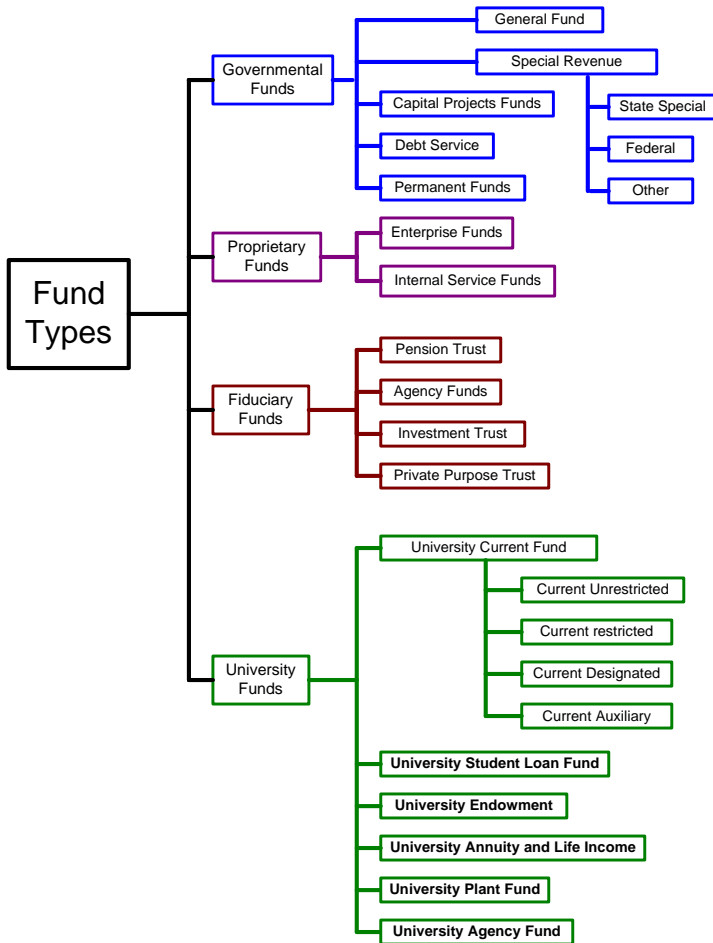 Fund
Types
Governmental
Funds
General Fund
Special Revenue
State Special
Federal
Other
Capital Projects Funds
Debt Service
Permanent Funds
Proprietary
Funds
Enterprise Funds
Internal Service Funds
Fiduciary
Funds
Pension Trust
Agency Funds
Investment Trust
Private Purpose Trust
University
Funds
University Current Fund
Current Unrestricted
Current restricted
Current Designated
Current Auxiliary
University Student Loan Fund
University Endowment
University Annuity and Life Income
University Plant Fund
University Agency Fund